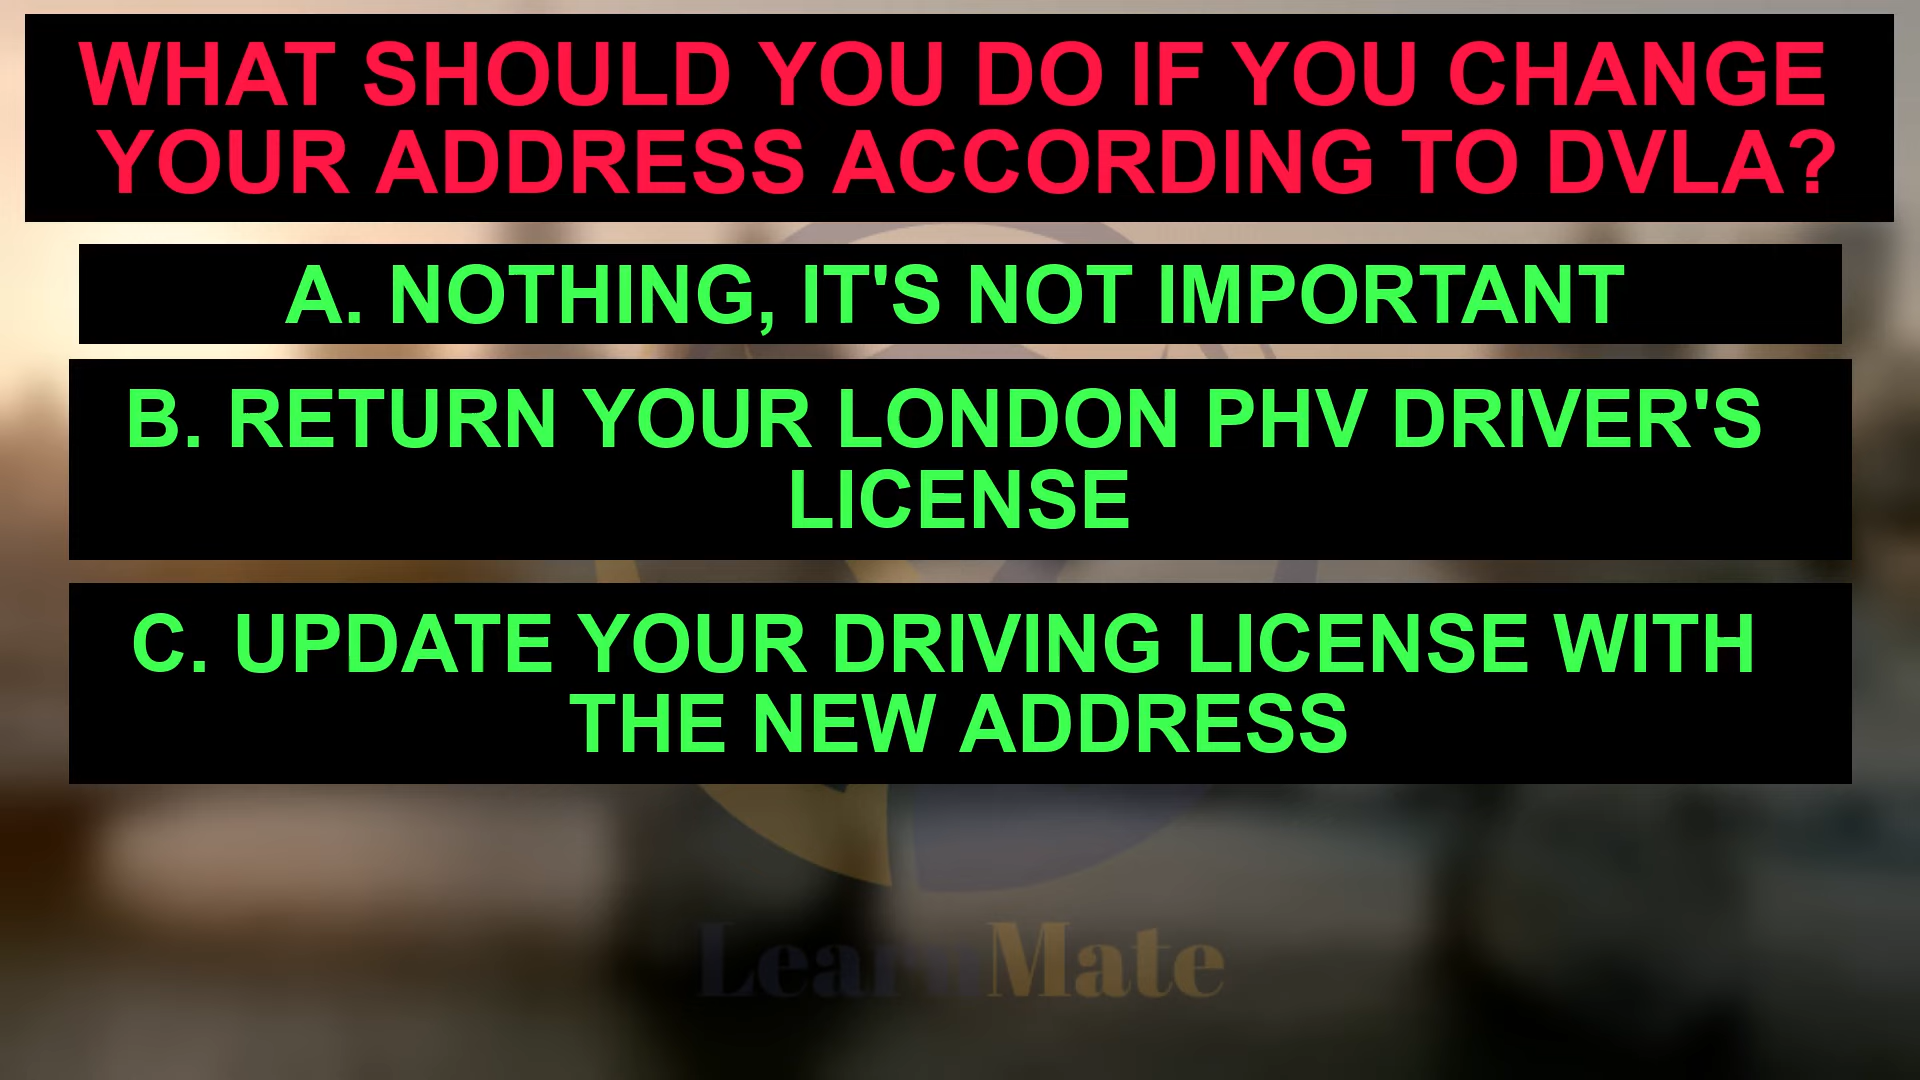 WHAT SHOULD YOU DO IF YOU CHANGE
YOUR ADDRESS ACCORDING TO DVLA?
A. NOTHING, IT'S NOT IMPORTANT
B. RETURN YOUR LONDON PHV DRIVER'S
LICENSE
C. UPDATE YOUR DRIVING LICENSE WITH
THE NEW ADDRESS
LearnMate